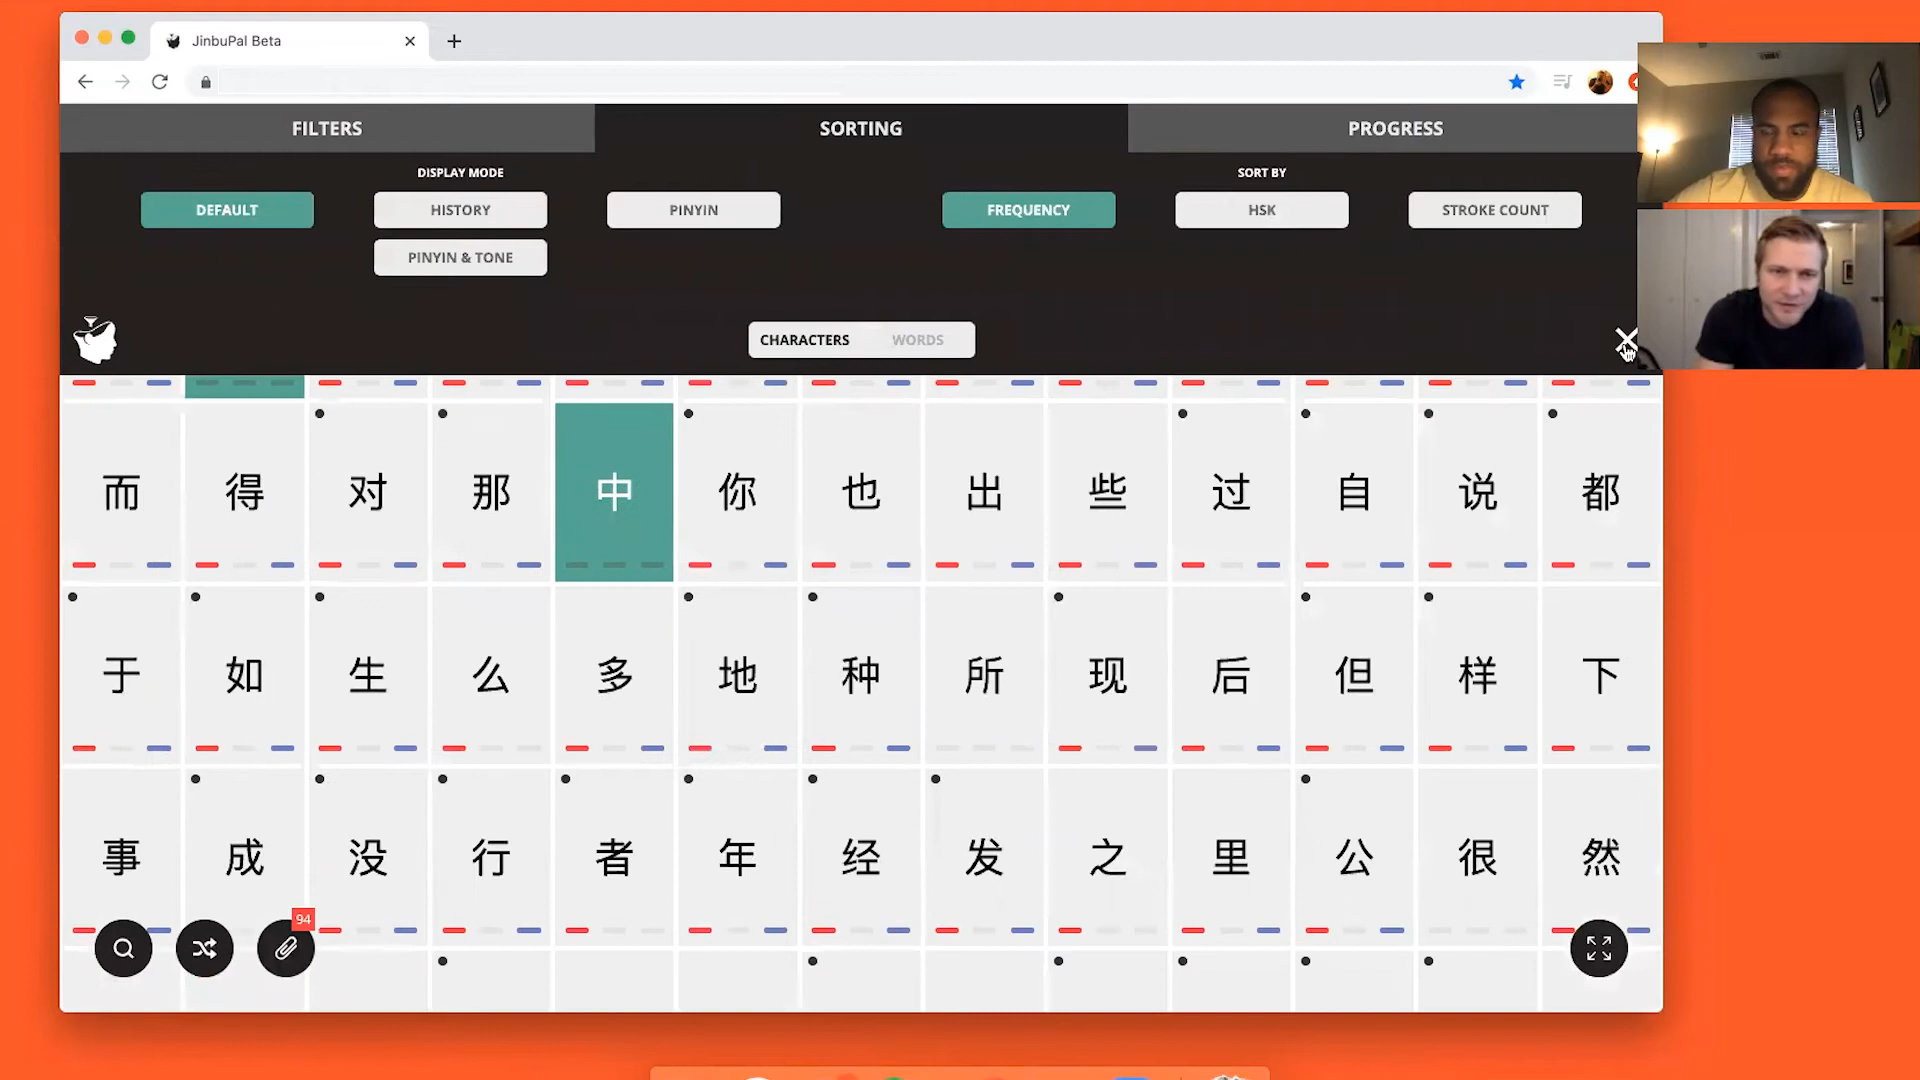 JinbuPal Beta
FILTERS SORTING PROGRESS
DISPLAY MODE SORT BY
DEFAULT HISTORY PINYIN FREQUENCY HSK STROKE COUNT
PINYIN & TONE
CHARACTERS WORDS
而 得 对 那 中 你 也 出 些 过 自 说 都
于 如 生 么 多 地 种 所 现 后 但 样 下
事 成 没 行 者 年 经 发 之 里 公 很 然
94